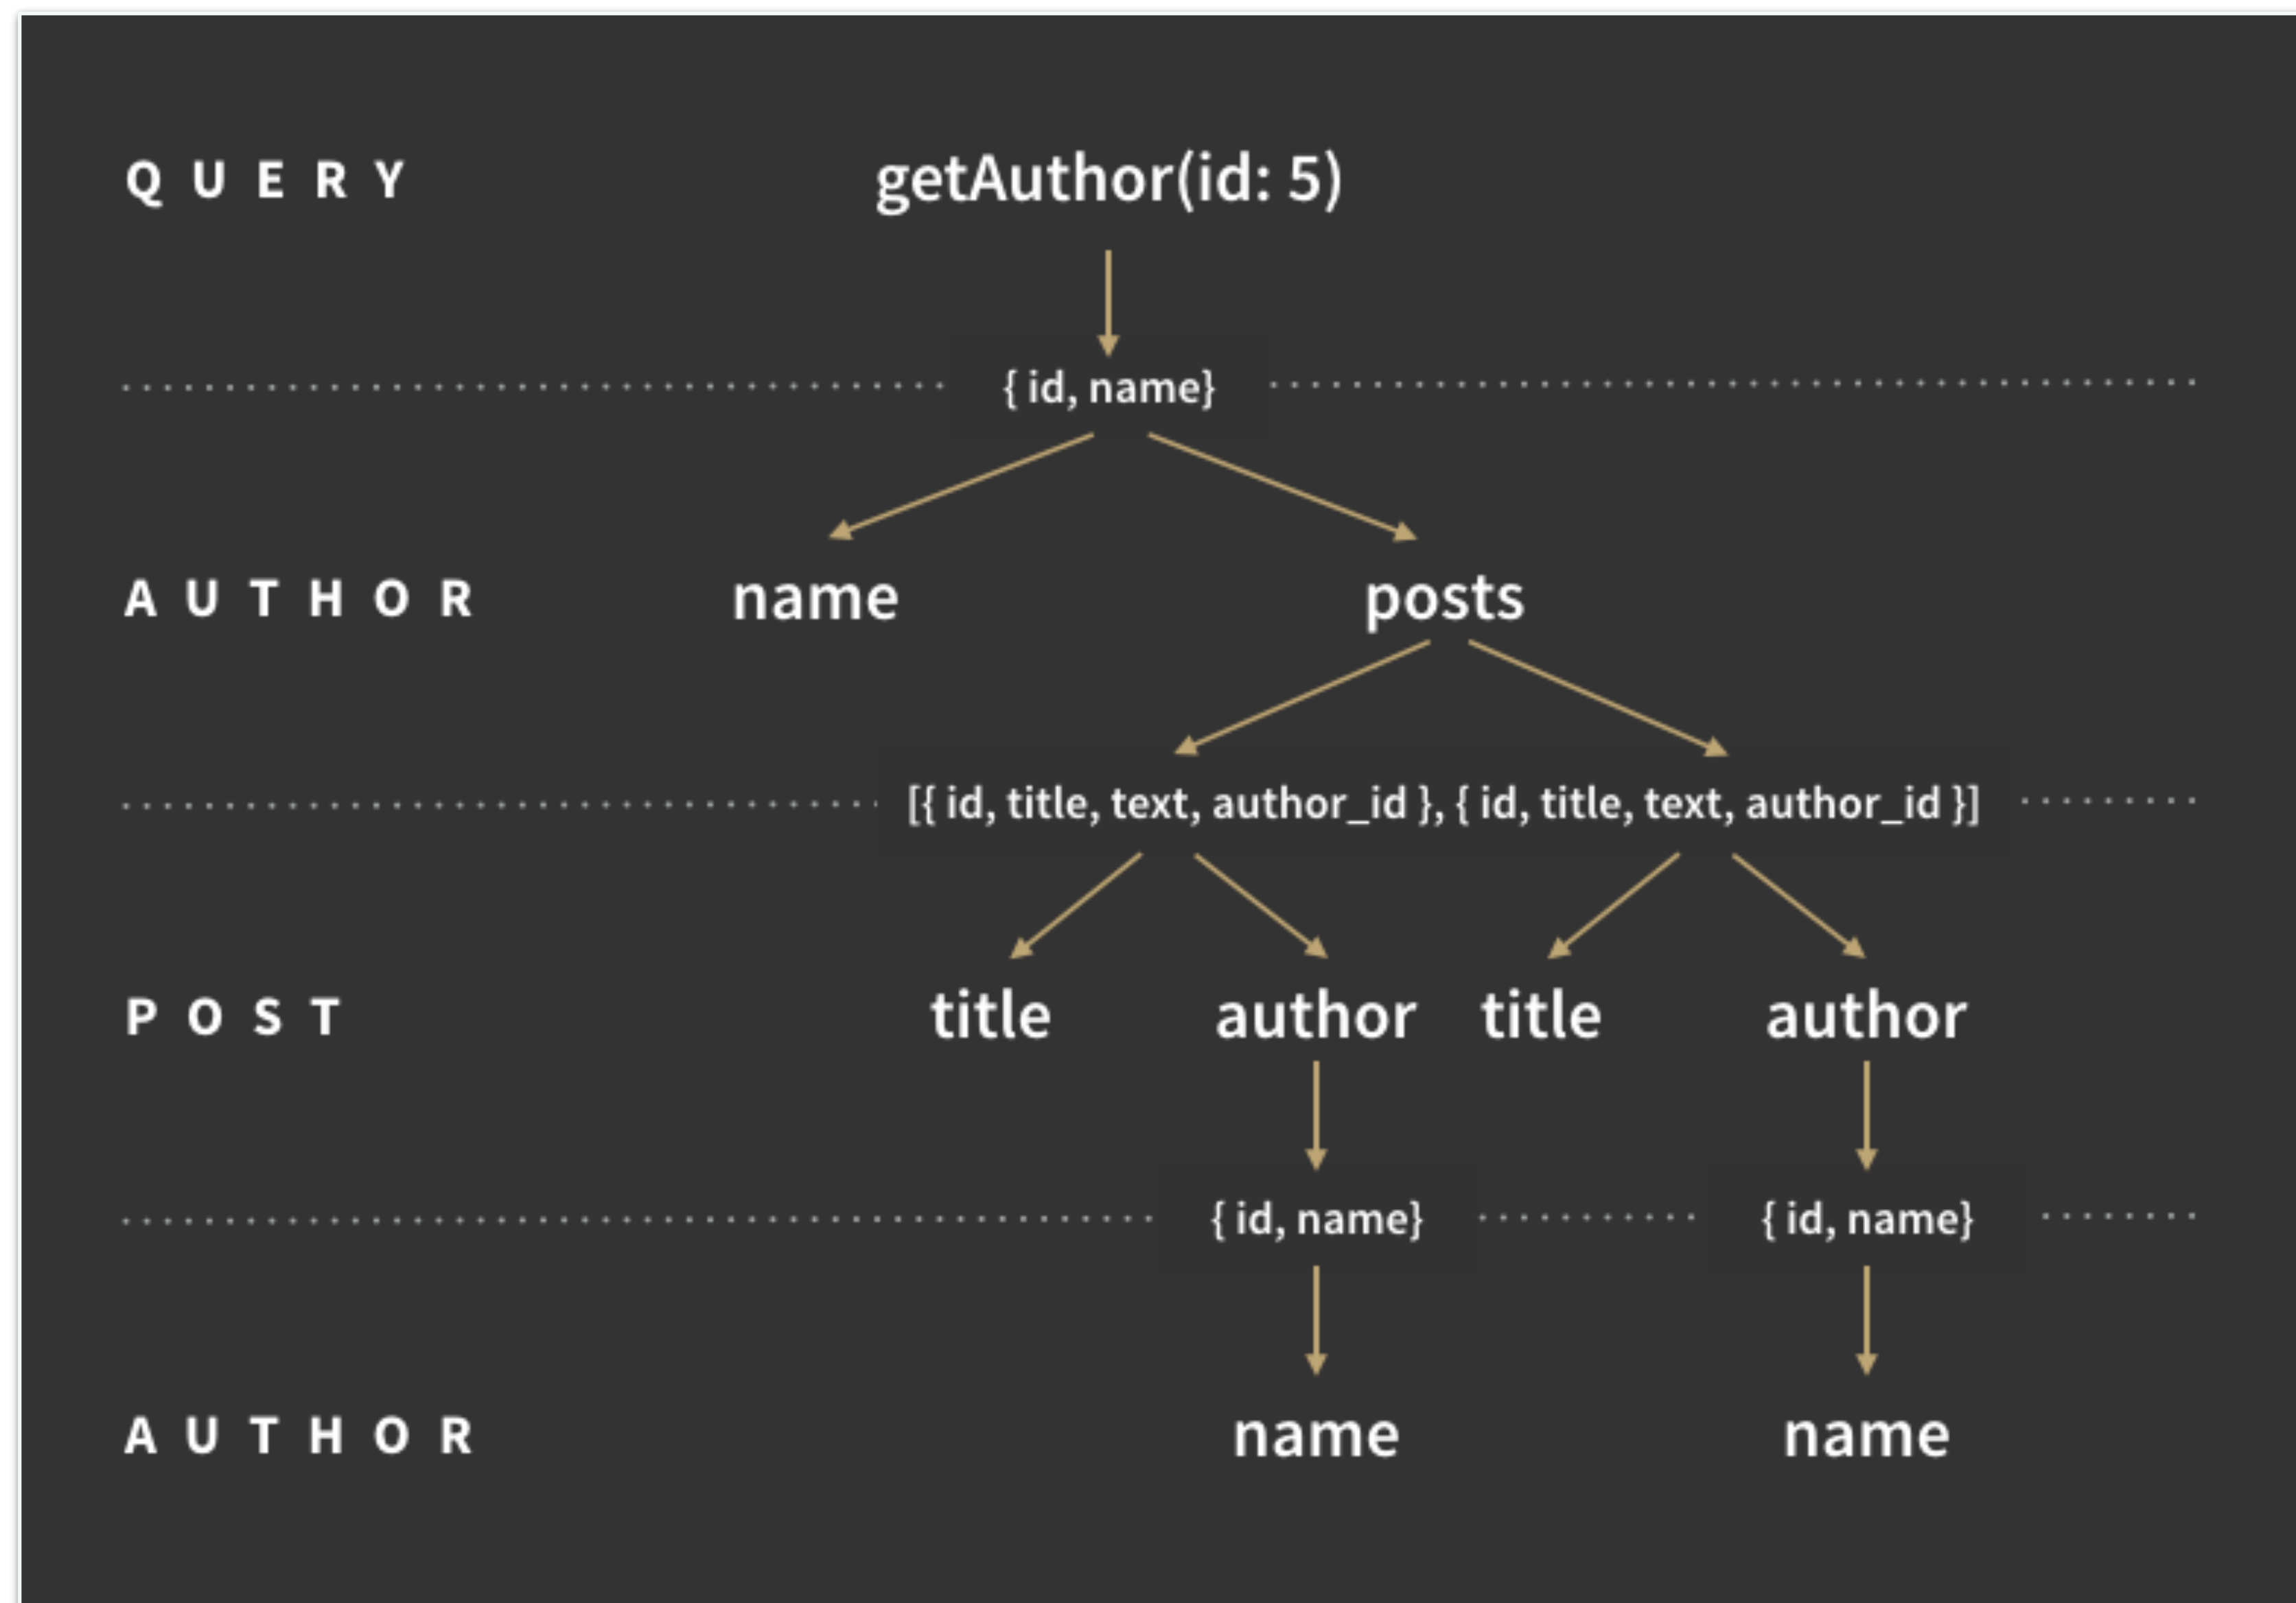 QUERY
getAuthor(id: 5)
{ id, name}
AUTHOR
name
posts
[{ id, title, text, author_id }, { id, title, text, author_id }]
POST
title
author
title
author
{ id, name}
{ id, name}
AUTHOR
name
name